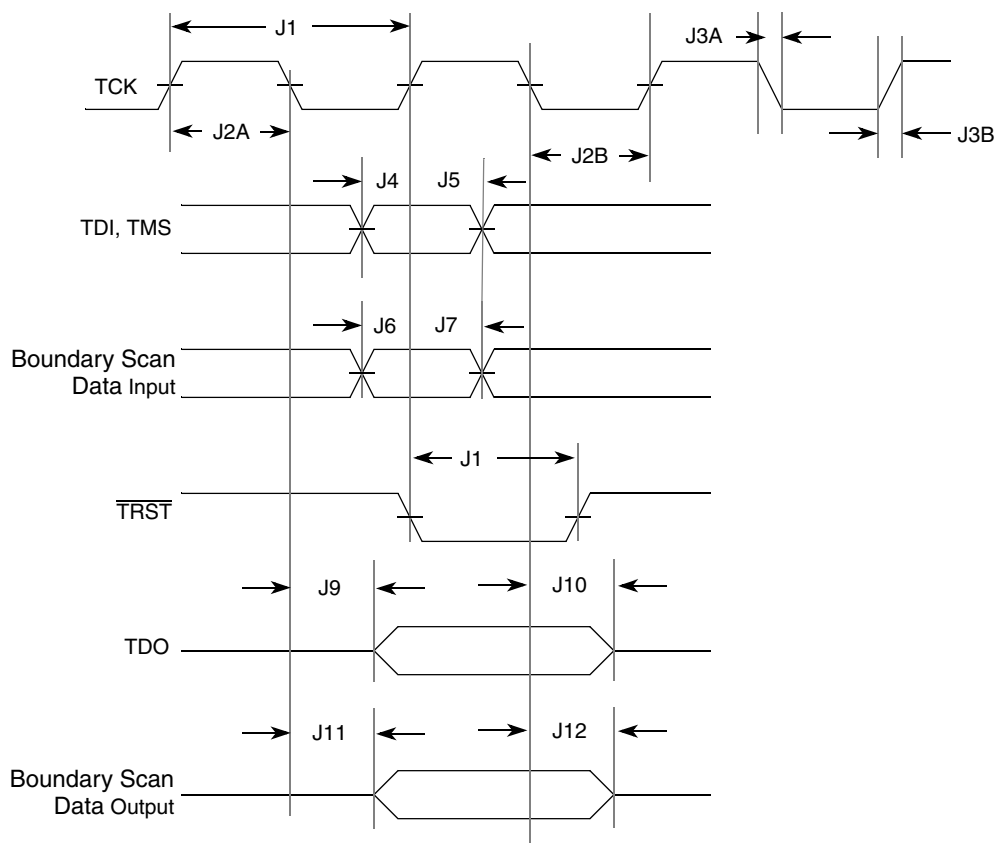 J1
J3A
TCK
J2A
J2B
J3B
J4
J5
TDI, TMS
J6
J7
Boundary Scan
Data Input
J1
TRST
J9
J10
TDO
J11
J12
Boundary Scan
Data Output